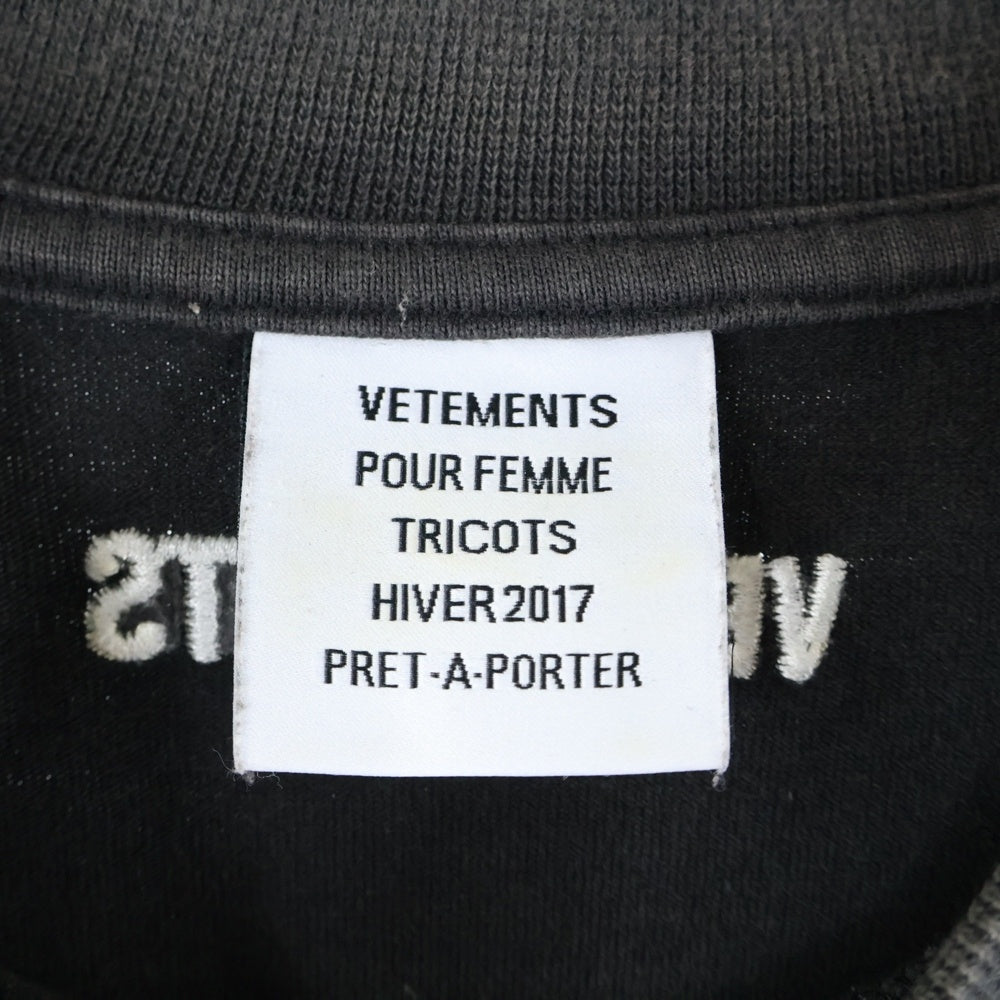 VETEMENTS
POUR FEMME
TRICOTS
HIVER 2017
PRET-A-PORTER